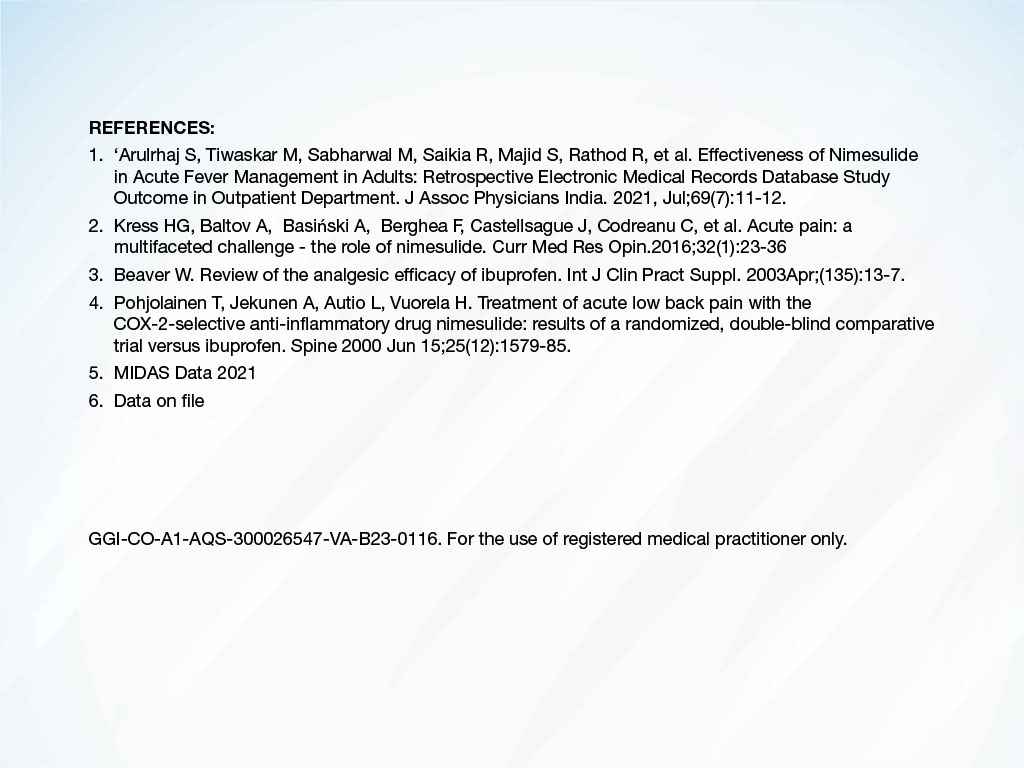 REFERENCES:
1. ‘Arulrhaj S, Tiwaskar M, Sabharwal M, Saikia R, Majid S, Rathod R, et al. Effectiveness of Nimesulide
in Acute Fever Management in Adults: Retrospective Electronic Medical Records Database Study
Outcome in Outpatient Department. J Assoc Physicians India. 2021, Jul;69(7):11-12.
2. Kress HG, Baltov A,  Basiński A,  Berghea F, Castellsague J, Codreanu C, et al. Acute pain: a
multifaceted challenge - the role of nimesulide. Curr Med Res Opin.2016;32(1):23-36
3. Beaver W. Review of the analgesic efficacy of ibuprofen. Int J Clin Pract Suppl. 2003Apr;(135):13-7.
4. Pohjolainen T, Jekunen A, Autio L, Vuorela H. Treatment of acute low back pain with the
COX-2-selective anti-inflammatory drug nimesulide: results of a randomized, double-blind comparative
trial versus ibuprofen. Spine 2000 Jun 15;25(12):1579-85.
5. MIDAS Data 2021
6. Data on file
GGI-CO-A1-AQS-300026547-VA-B23-0116. For the use of registered medical practitioner only.